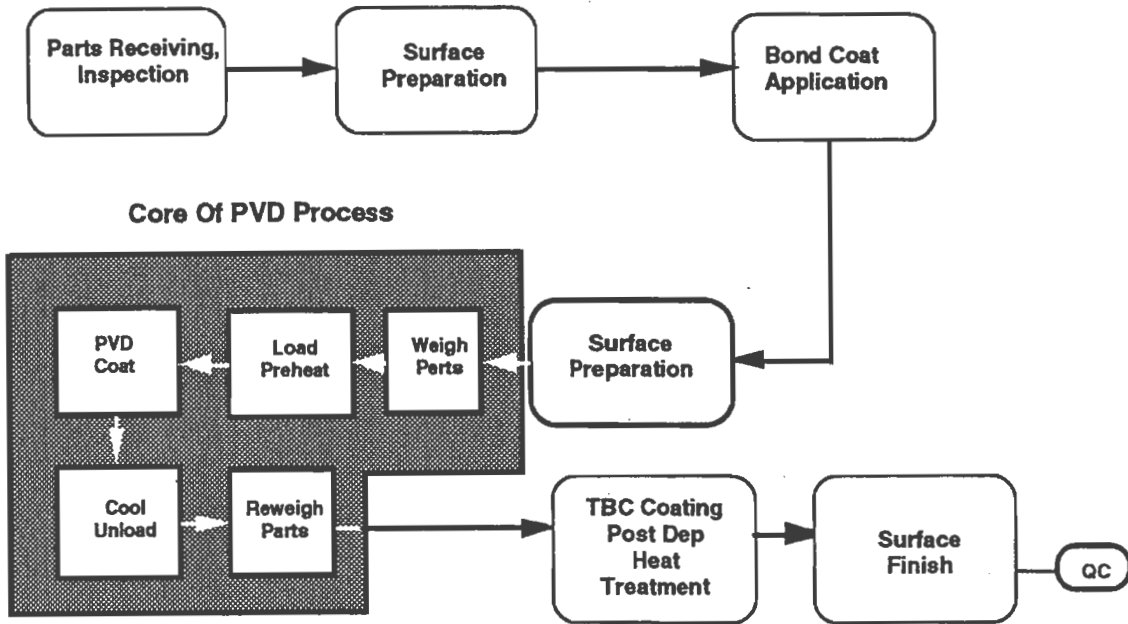 Parts Receiving,
Inspection
Surface
Preparation
Bond Coat
Application
Core Of PVD Process
PVD
Coat
Load
Preheat
Weigh
Perts
Surface
Preparation
Cool
Unload
Reweigh
Parts
TBC Coating
Post Dep
Heat
Treatment
Surface
Finish
QC